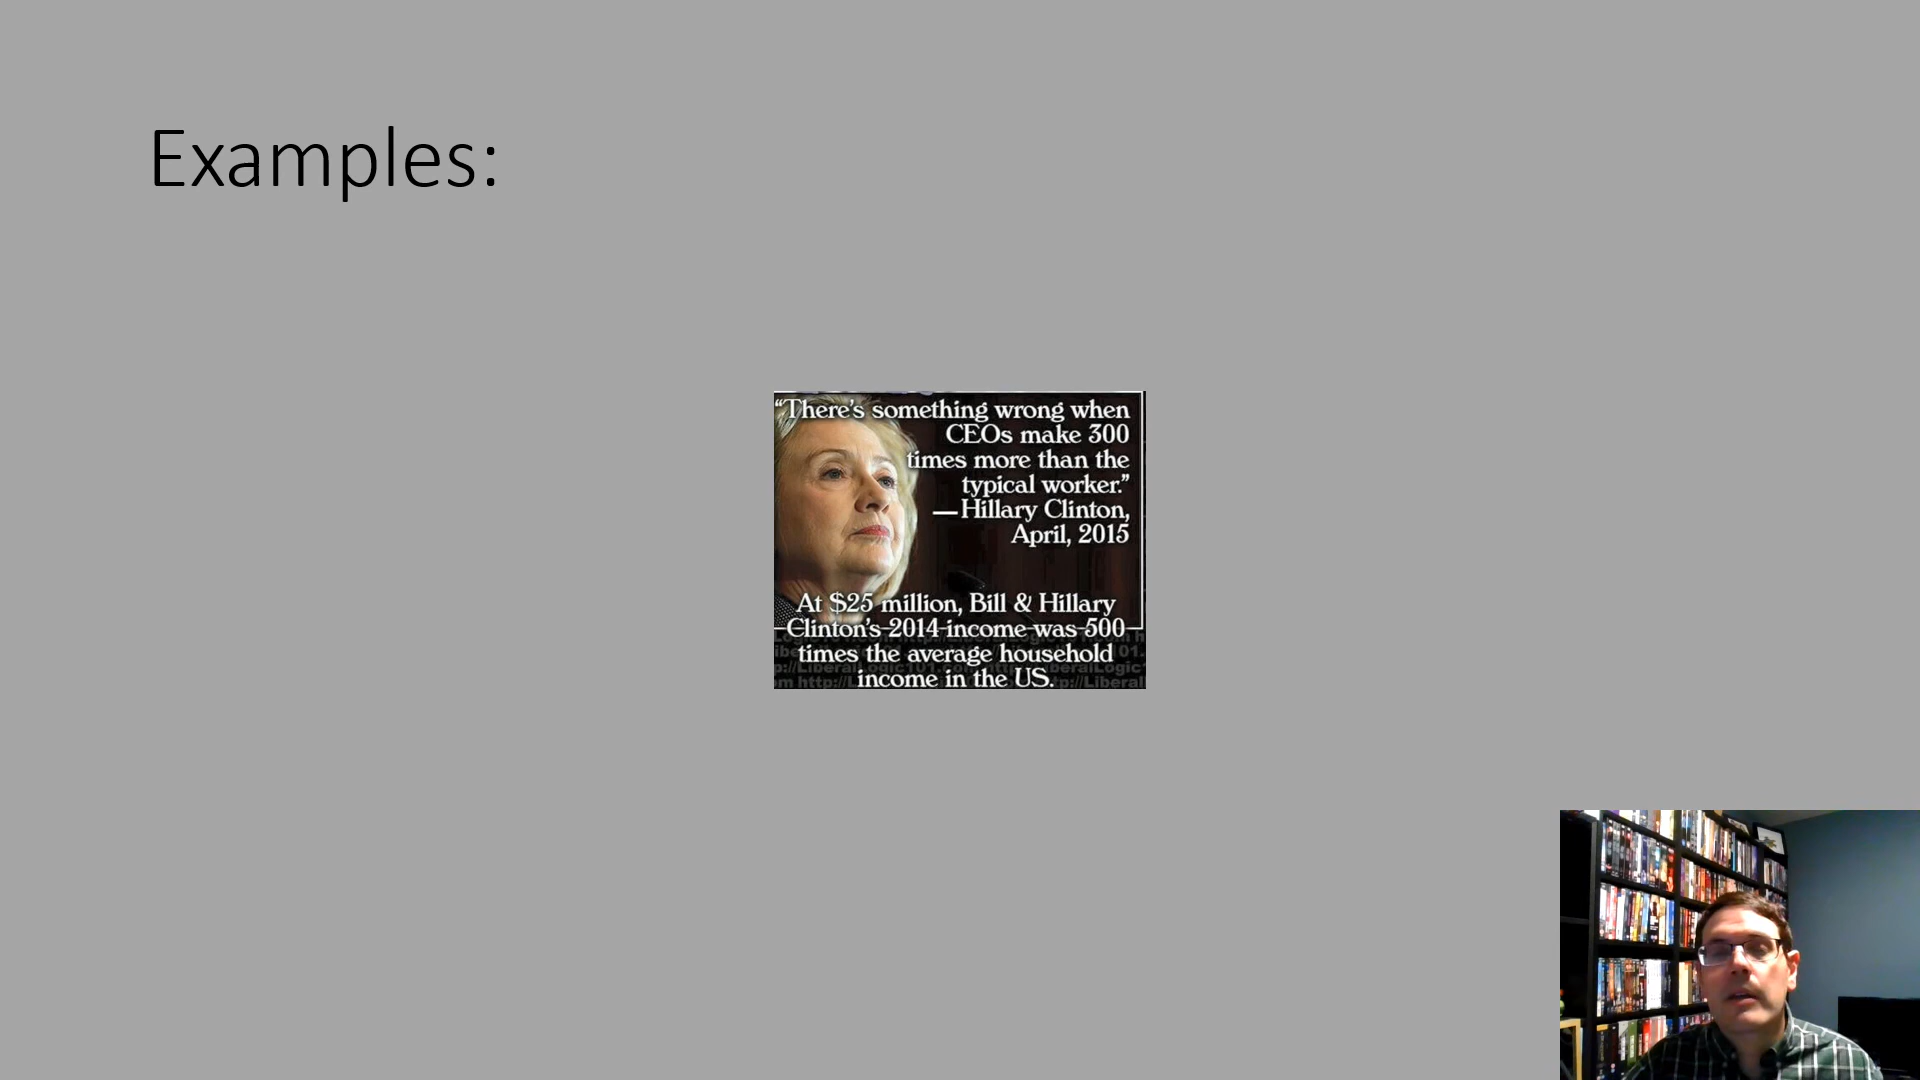 Examples:
“There’s something wrong when
CEOs make 300
times more than the
typical worker.”
—Hillary Clinton,
April, 2015
At $25 million, Bill & Hillary
Clinton’s 2014 income was 500
times the average household
income in the US.